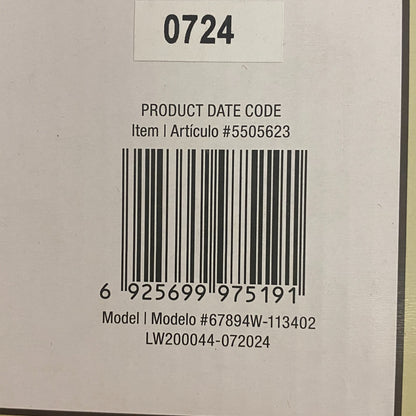 0724
PRODUCT DATE CODE
Item | Artículo #5505623
6 925699 975191
Model | Modelo #67894W-113402
LW200044-072024